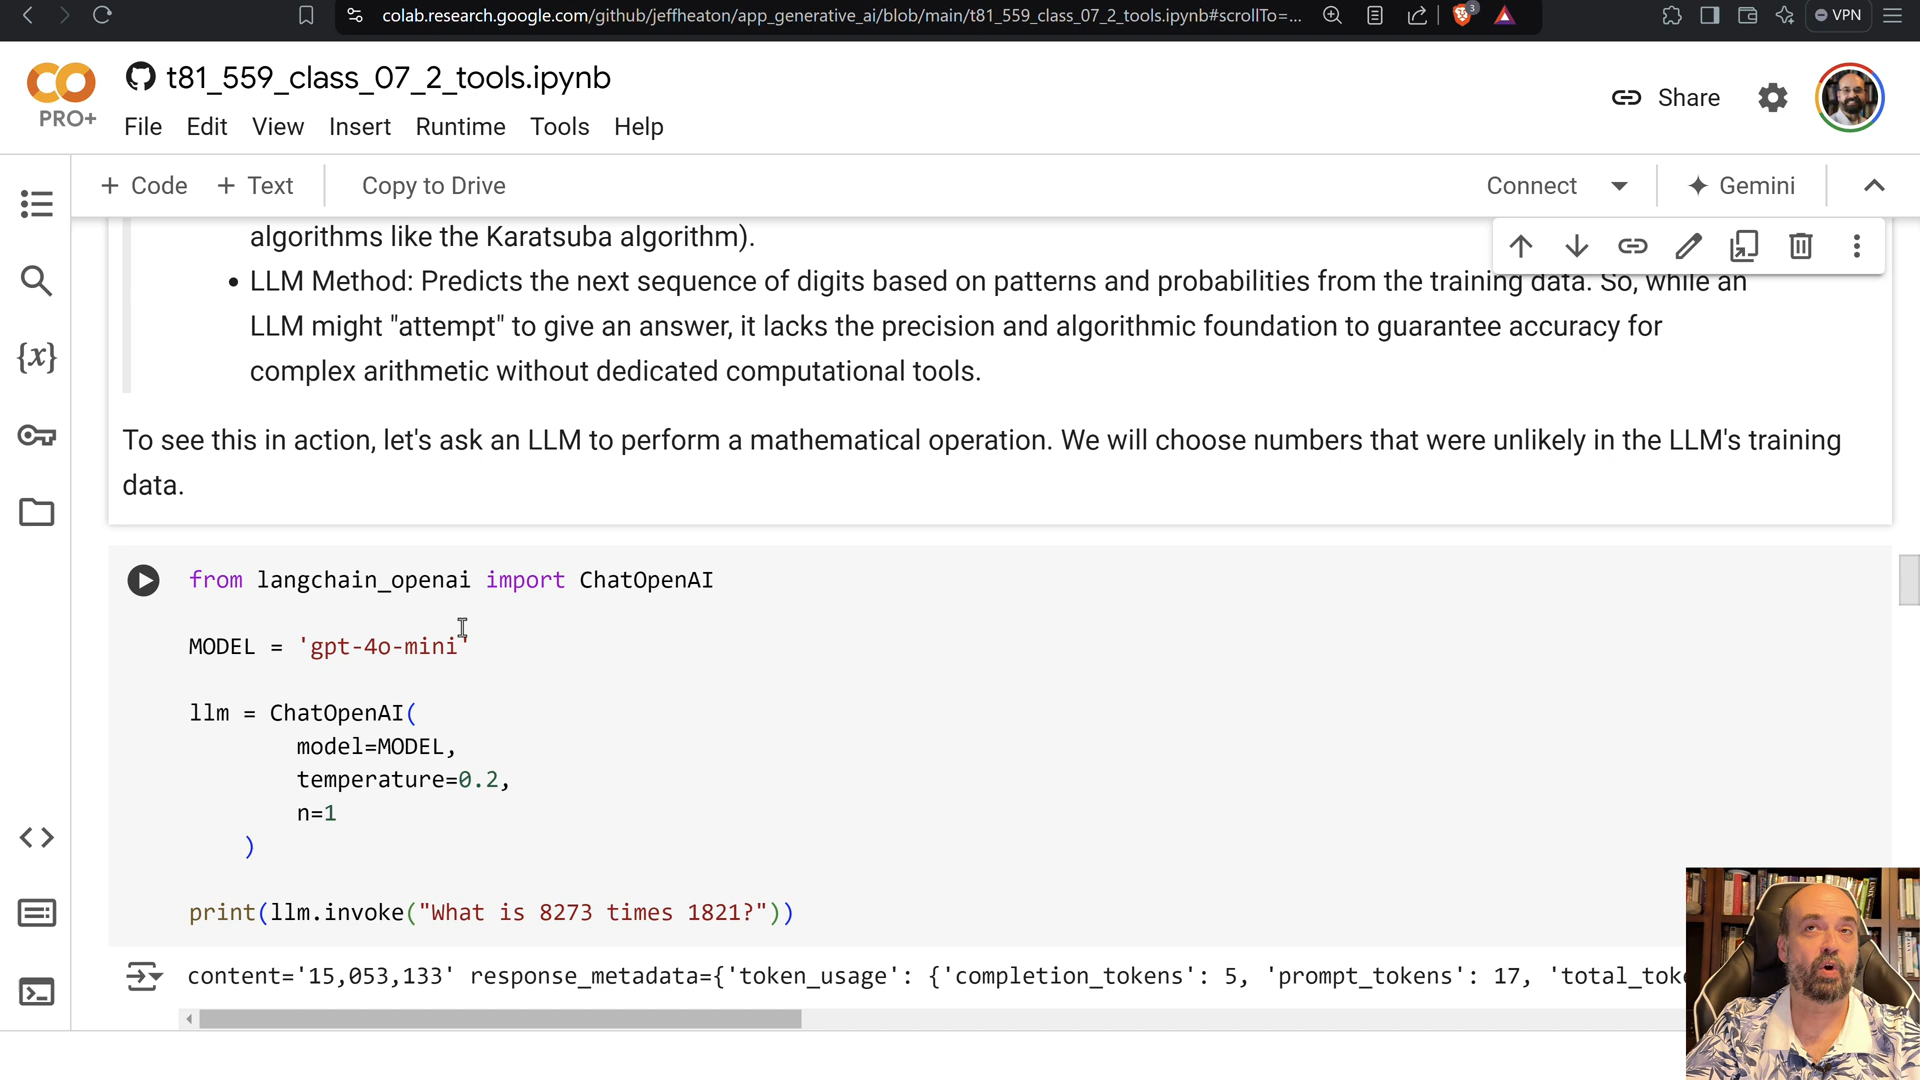 colab.research.google.com/github/jeffheaton/app_generative_ai/blob/main/t81_559_class_07_2_tools.ipynb#scrollTo=...
3
VPN
t81_559_class_07_2_tools.ipynb
PRO+
File Edit View Insert Runtime Tools Help
Share
+ Code + Text Copy to Drive
Connect
Gemini
algorithms like the Karatsuba algorithm).
• LLM Method: Predicts the next sequence of digits based on patterns and probabilities from the training data. So, while an
LLM might "attempt" to give an answer, it lacks the precision and algorithmic foundation to guarantee accuracy for
complex arithmetic without dedicated computational tools.
To see this in action, let's ask an LLM to perform a mathematical operation. We will choose numbers that were unlikely in the LLM's training
data.
from langchain_openai import ChatOpenAI
MODEL = 'gpt-4o-mini'
llm = ChatOpenAI(
model=MODEL,
temperature=0.2,
n=1
)
print(llm.invoke("What is 8273 times 1821?"))
content='15,053,133' response_metadata={'token_usage': {'completion_tokens': 5, 'prompt_tokens': 17, 'total_toke